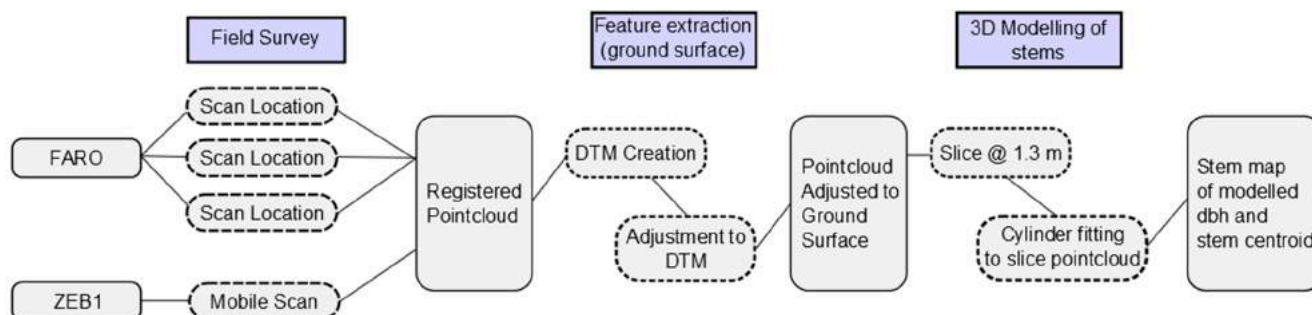 Field Survey
Feature extraction
(ground surface)
3D Modelling of
stems
Scan Location
FARO
Scan Location
Scan Location
ZEB1
Mobile Scan
Registered
Pointcloud
DTM Creation
Adjustment to
DTM
Pointcloud
Adjusted to
Ground
Surface
Slice @ 1.3 m
Cylinder fitting
to slice pointcloud
Stem map
of modelled
dbh and
stem centroid